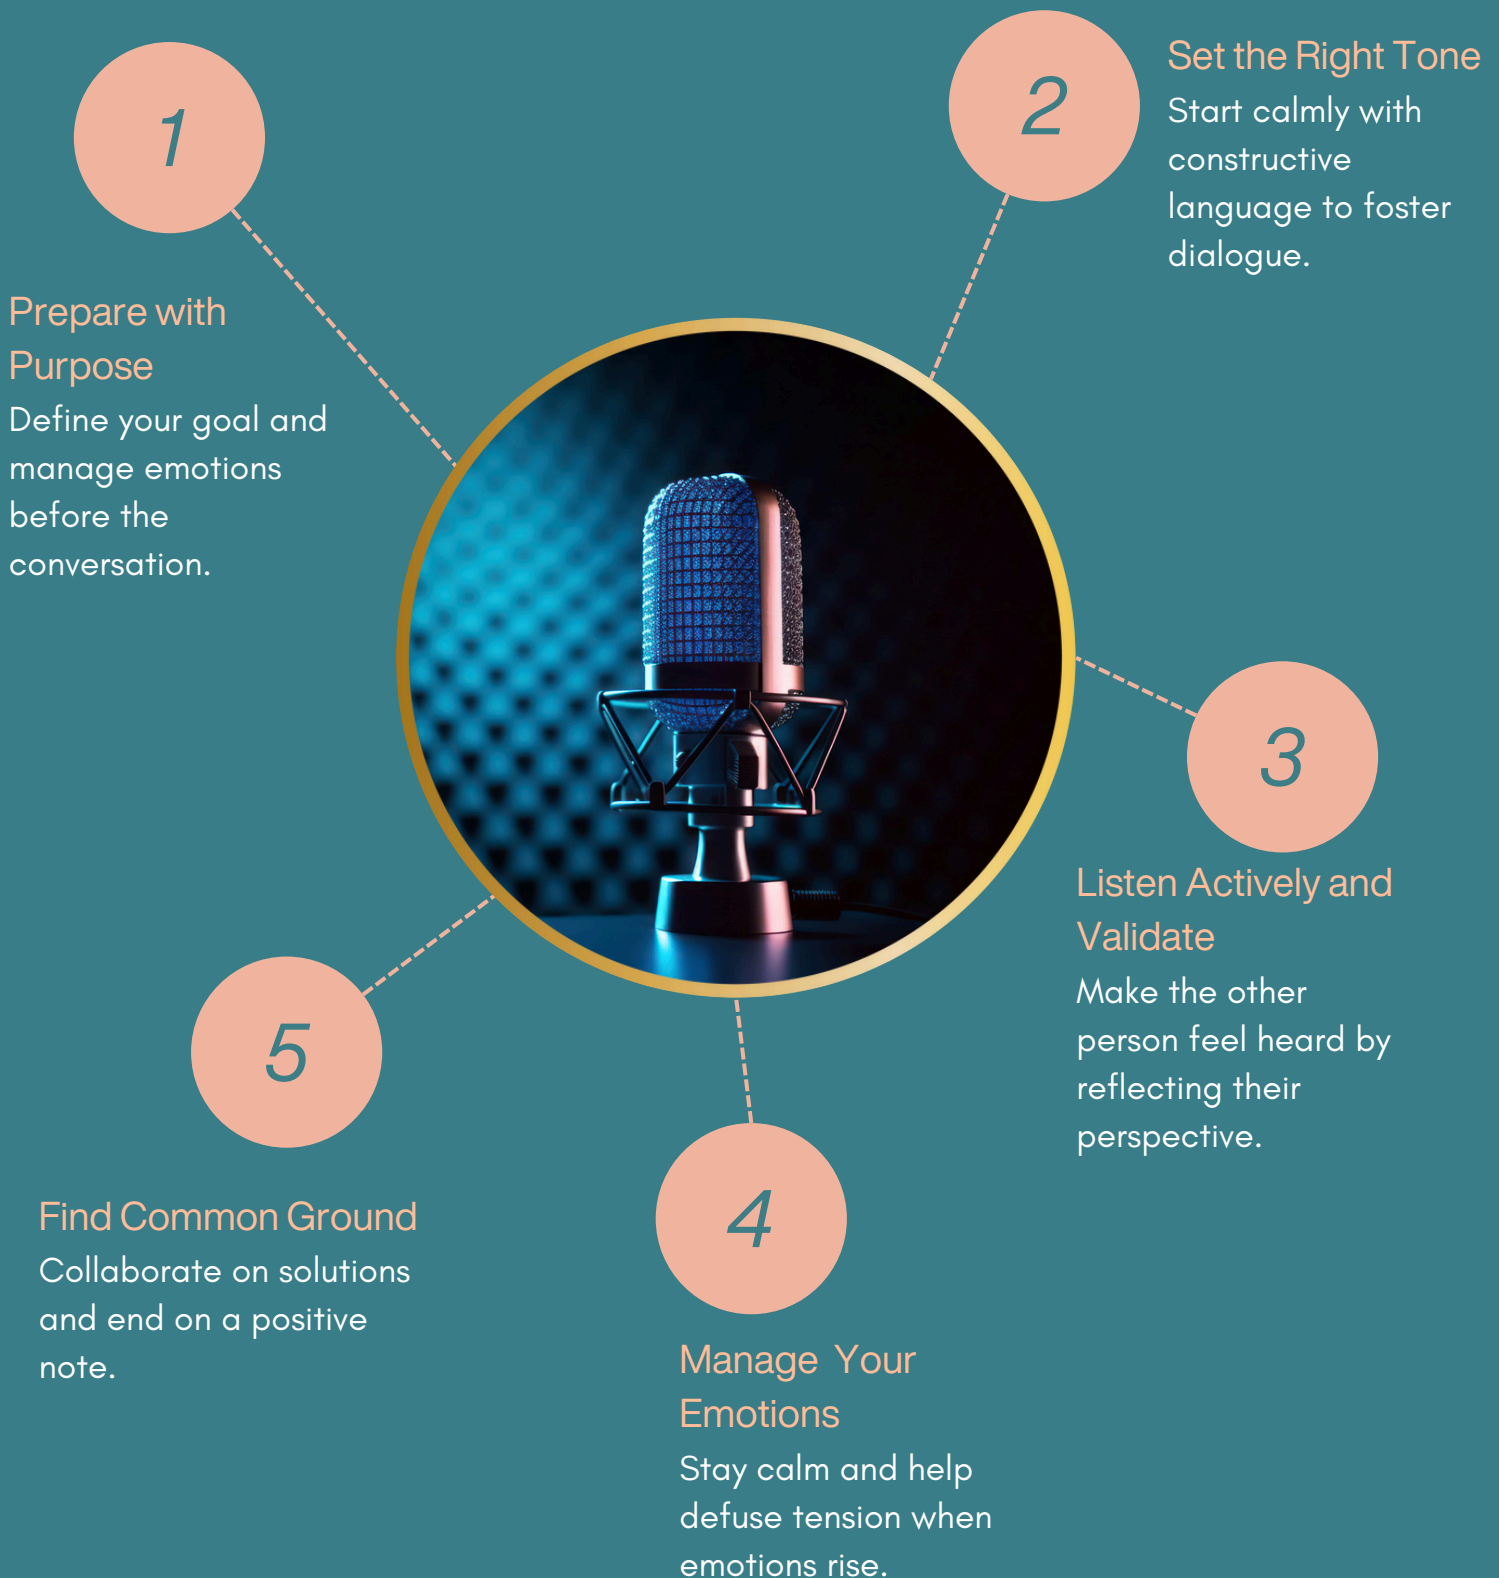 1
Prepare with
Purpose
Define your goal and
manage emotions
before the
conversation.
2
Set the Right Tone
Start calmly with
constructive
language to foster
dialogue.
3
Listen Actively and
Validate
Make the other
person feel heard by
reflecting their
perspective.
4
Manage Your
Emotions
Stay calm and help
defuse tension when
emotions rise.
5
Find Common Ground
Collaborate on solutions
and end on a positive
note.